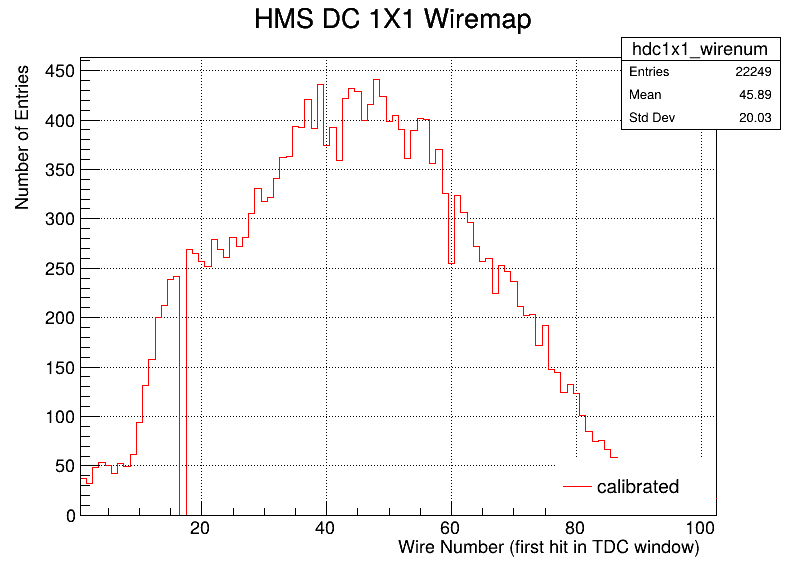 HMS DC 1X1 Wiremap
hdc1x1_wirenum
Entries 22249
Mean 45.89
Std Dev 20.03
Number of Entries
450
400
350
300
250
200
150
100
50
0
20 40 60 80 100
Wire Number (first hit in TDC window)
calibrated